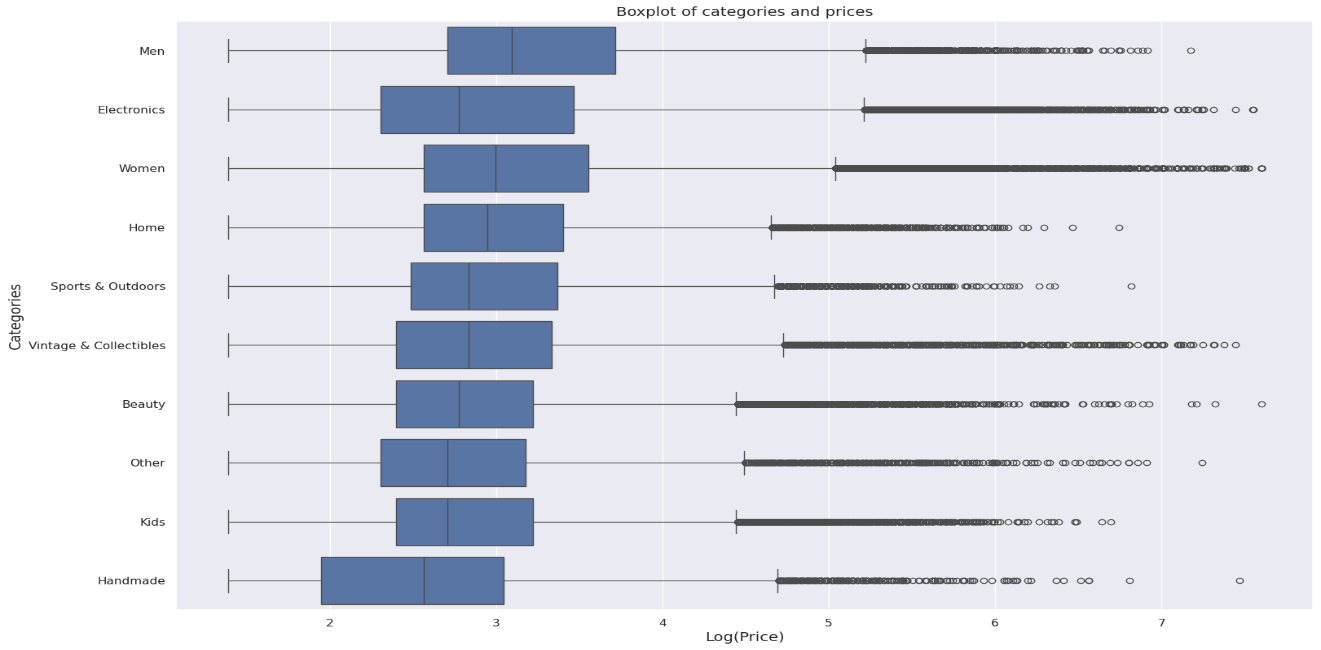 Boxplot of categories and prices
Men
Electronics
Women
Home
Sports & Outdoors
Vintage & Collectibles
Beauty
Other
Kids
Handmade
Categories
2 3 4 5 6 7
Log(Price)